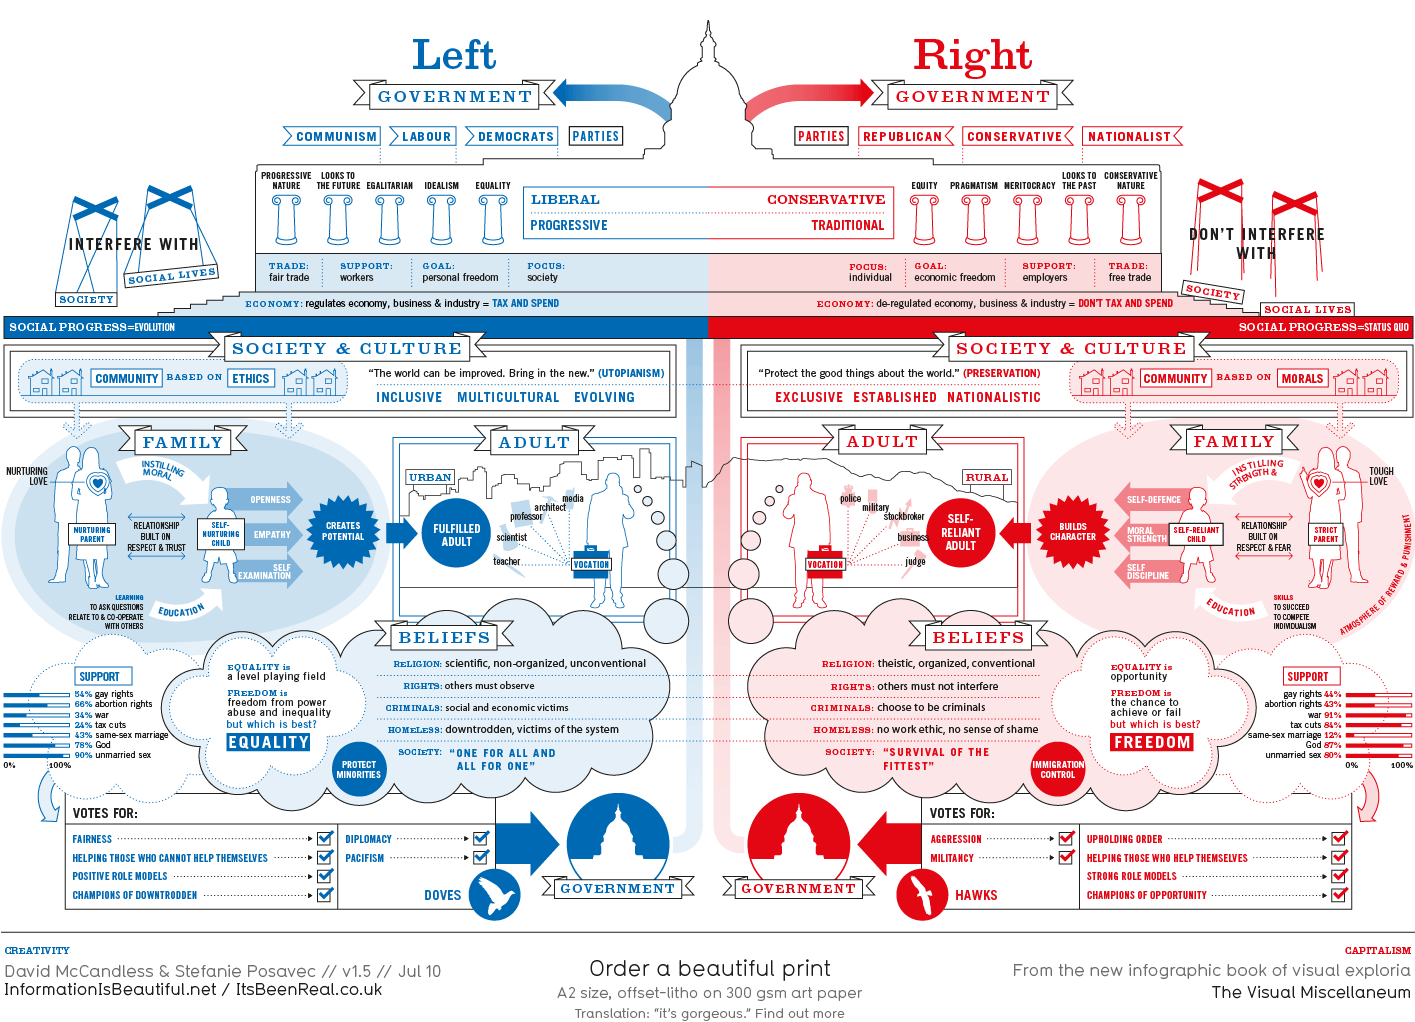 Left
Right
GOVERNMENT
GOVERNMENT
COMMUNISM
LABOUR
DEMOCRATS
PARTIES
PARTIES
REPUBLICAN
CONSERVATIVE
NATIONALIST
PROGRESSIVE
NATURE
LOOKS TO
THE FUTURE
EGALITARIAN
IDEALISM
EQUALITY
LIBERAL
CONSERVATIVE
PROGRESSIVE
TRADITIONAL
EQUITY
PRAGMATISM
MERITOCRACY
LOOKS TO
THE PAST
CONSERVATIVE
NATURE
INTERFERE WITH
SOCIETY
SOCIAL LIVES
DON'T INTERFERE
WITH
SOCIETY
SOCIAL LIVES
TRADE:
fair trade
SUPPORT:
workers
GOAL:
personal freedom
FOCUS:
society
FOCUS:
individual
GOAL:
economic freedom
SUPPORT:
employers
TRADE:
free trade
ECONOMY: regulates economy, business & industry = TAX AND SPEND
ECONOMY: de-regulated economy, business & industry = DON'T TAX AND SPEND
SOCIAL PROGRESS=EVOLUTION
SOCIAL PROGRESS=STATUS QUO
SOCIETY & CULTURE
COMMUNITY BASED ON ETHICS
"The world can be improved. Bring in the new." (UTOPIANISM)
INCLUSIVE MULTICULTURAL EVOLVING
SOCIETY & CULTURE
"Protect the good things about the world." (PRESERVATION)
EXCLUSIVE ESTABLISHED NATIONALISTIC
COMMUNITY BASED ON MORALS
FAMILY
NURTURING
LOVE
INSTILLING
MORAL
NURTURING
PARENT
RELATIONSHIP
BUILT ON
RESPECT & TRUST
SELF-
NURTURING
CHILD
OPENNESS
EMPATHY
SELF
EXAMINATION
CREATES
POTENTIAL
LEARNING
TO ASK QUESTIONS
RELATE TO & CO-OPERATE
WITH OTHERS
EDUCATION
ADULT
URBAN
FULFILLED
ADULT
media
architect
professor
scientist
teacher
VOCATION
ADULT
RURAL
police
military
stockbroker
business
judge
VOCATION
SELF-
RELIANT
ADULT
FAMILY
TOUGH
LOVE
INSTILLING
STRENGTH &
BUILDS
CHARACTER
SELF-DEFENCE
MORAL
STRENGTH
SELF
DISCIPLINE
SELF-RELIANT
CHILD
RELATIONSHIP
BUILT ON
RESPECT & FEAR
STRICT
PARENT
EDUCATION
SKILLS
TO SUCCEED
TO COMPETE
INDIVIDUALISM
ATMOSPHERE OF REWARD & PUNISHMENT
BELIEFS
RELIGION: scientific, non-organized, unconventional
RIGHTS: others must observe
CRIMINALS: social and economic victims
HOMELESS: downtrodden, victims of the system
SOCIETY: "ONE FOR ALL AND
ALL FOR ONE"
BELIEFS
RELIGION: theistic, organized, conventional
RIGHTS: others must not interfere
CRIMINALS: choose to be criminals
HOMELESS: no work ethic, no sense of shame
SOCIETY: "SURVIVAL OF THE
FITTEST"
EQUALITY is
a level playing field
FREEDOM is
freedom from power
abuse and inequality
but which is best?
EQUALITY
PROTECT
MINORITIES
IMMIGRATION
CONTROL
EQUALITY is
opportunity
FREEDOM is
the chance to
achieve or fail
but which is best?
FREEDOM
SUPPORT
54% gay rights
66% abortion rights
34% war
24% tax cuts
43% same-sex marriage
78% God
90% unmarried sex
0% 100%
SUPPORT
gay rights 44%
abortion rights 43%
war 91%
tax cuts 84%
same-sex marriage 12%
God 87%
unmarried sex 80%
0% 100%
VOTES FOR:
FAIRNESS
HELPING THOSE WHO CANNOT HELP THEMSELVES
POSITIVE ROLE MODELS
CHAMPIONS OF DOWNTRODDEN
DIPLOMACY
PACIFISM
DOVES
GOVERNMENT
GOVERNMENT
VOTES FOR:
AGGRESSION
MILITANCY
HAWKS
UPHOLDING ORDER
HELPING THOSE WHO HELP THEMSELVES
STRONG ROLE MODELS
CHAMPIONS OF OPPORTUNITY
CREATIVITY
CAPITALISM
David McCandless & Stefanie Posavec // v1.5 // Jul 10
InformationIsBeautiful.net / ItsBeenReal.co.uk
Order a beautiful print
A2 size, offset-litho on 300 gsm art paper
Translation: "it's gorgeous." Find out more
From the new infographic book of visual exploria
The Visual Miscellaneum